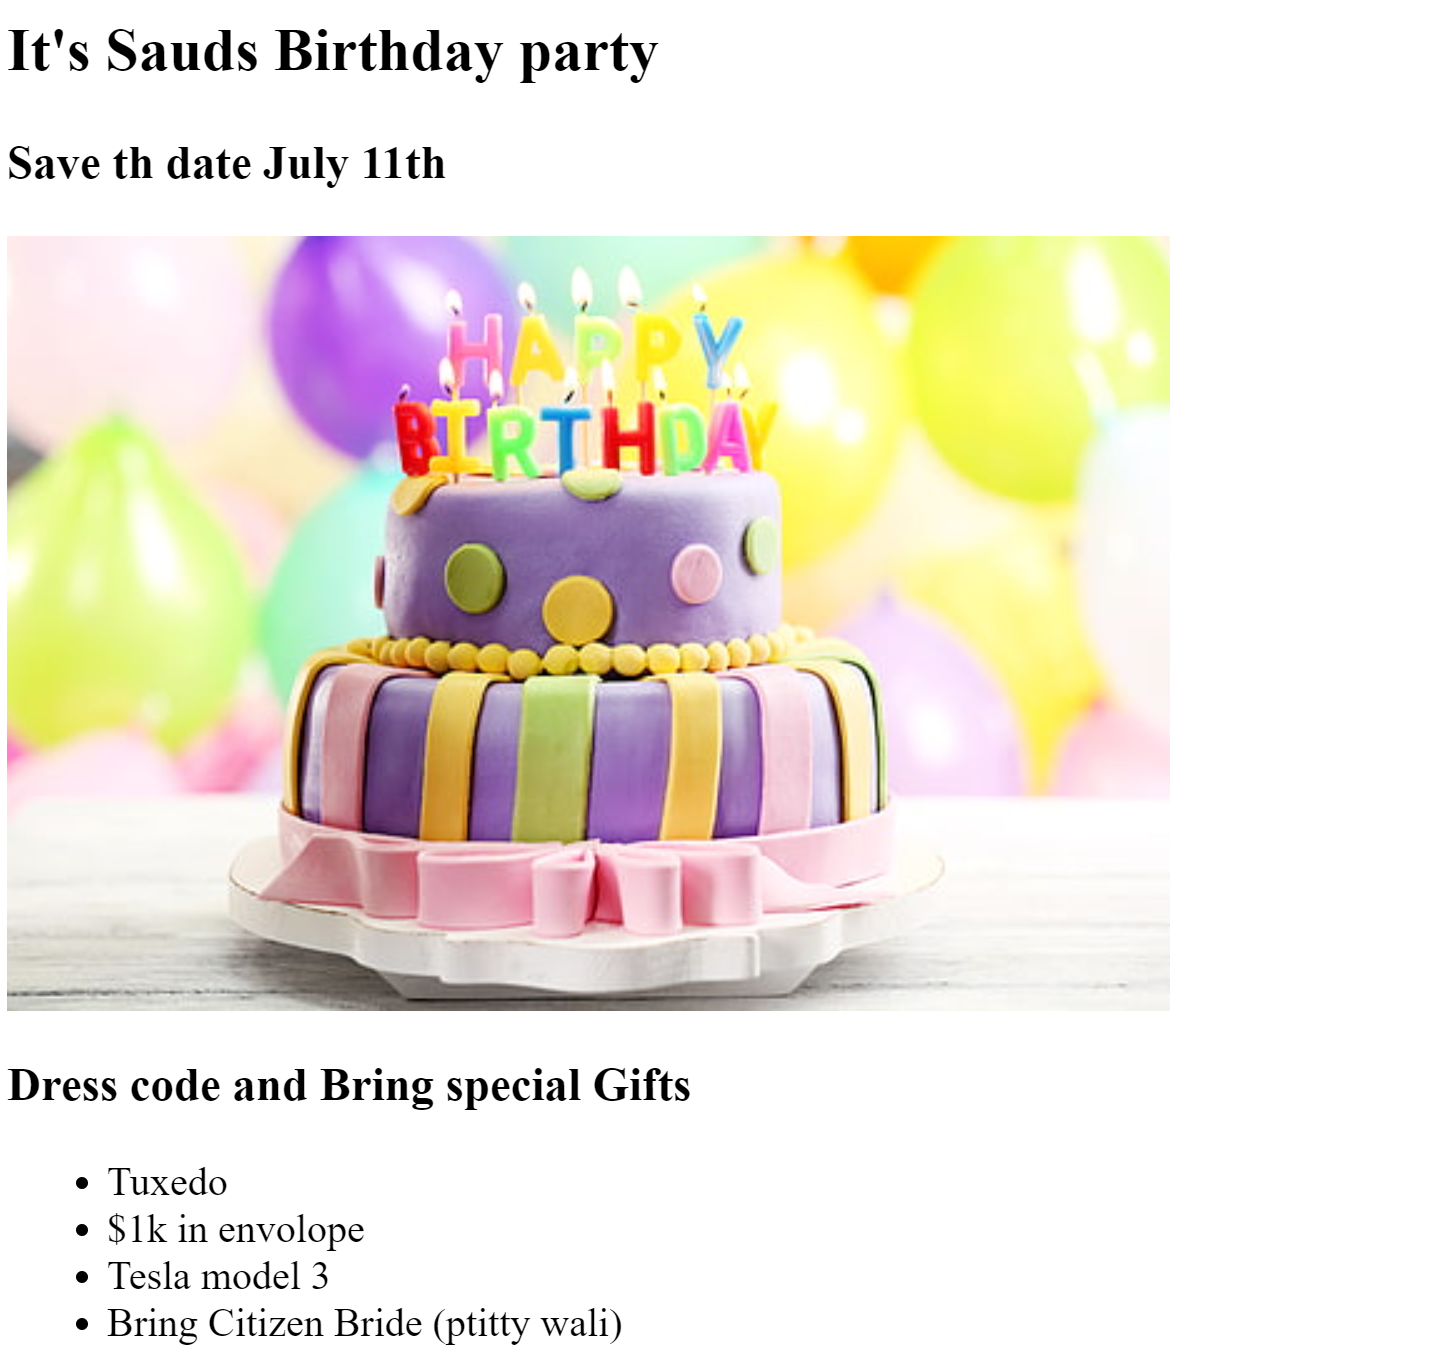 It's Sauds Birthday party
Save th date July 11th
HAPPY
BIRTHDAY
Dress code and Bring special Gifts
Tuxedo
$1k in envolope
Tesla model 3
Bring Citizen Bride (ptitty wali)